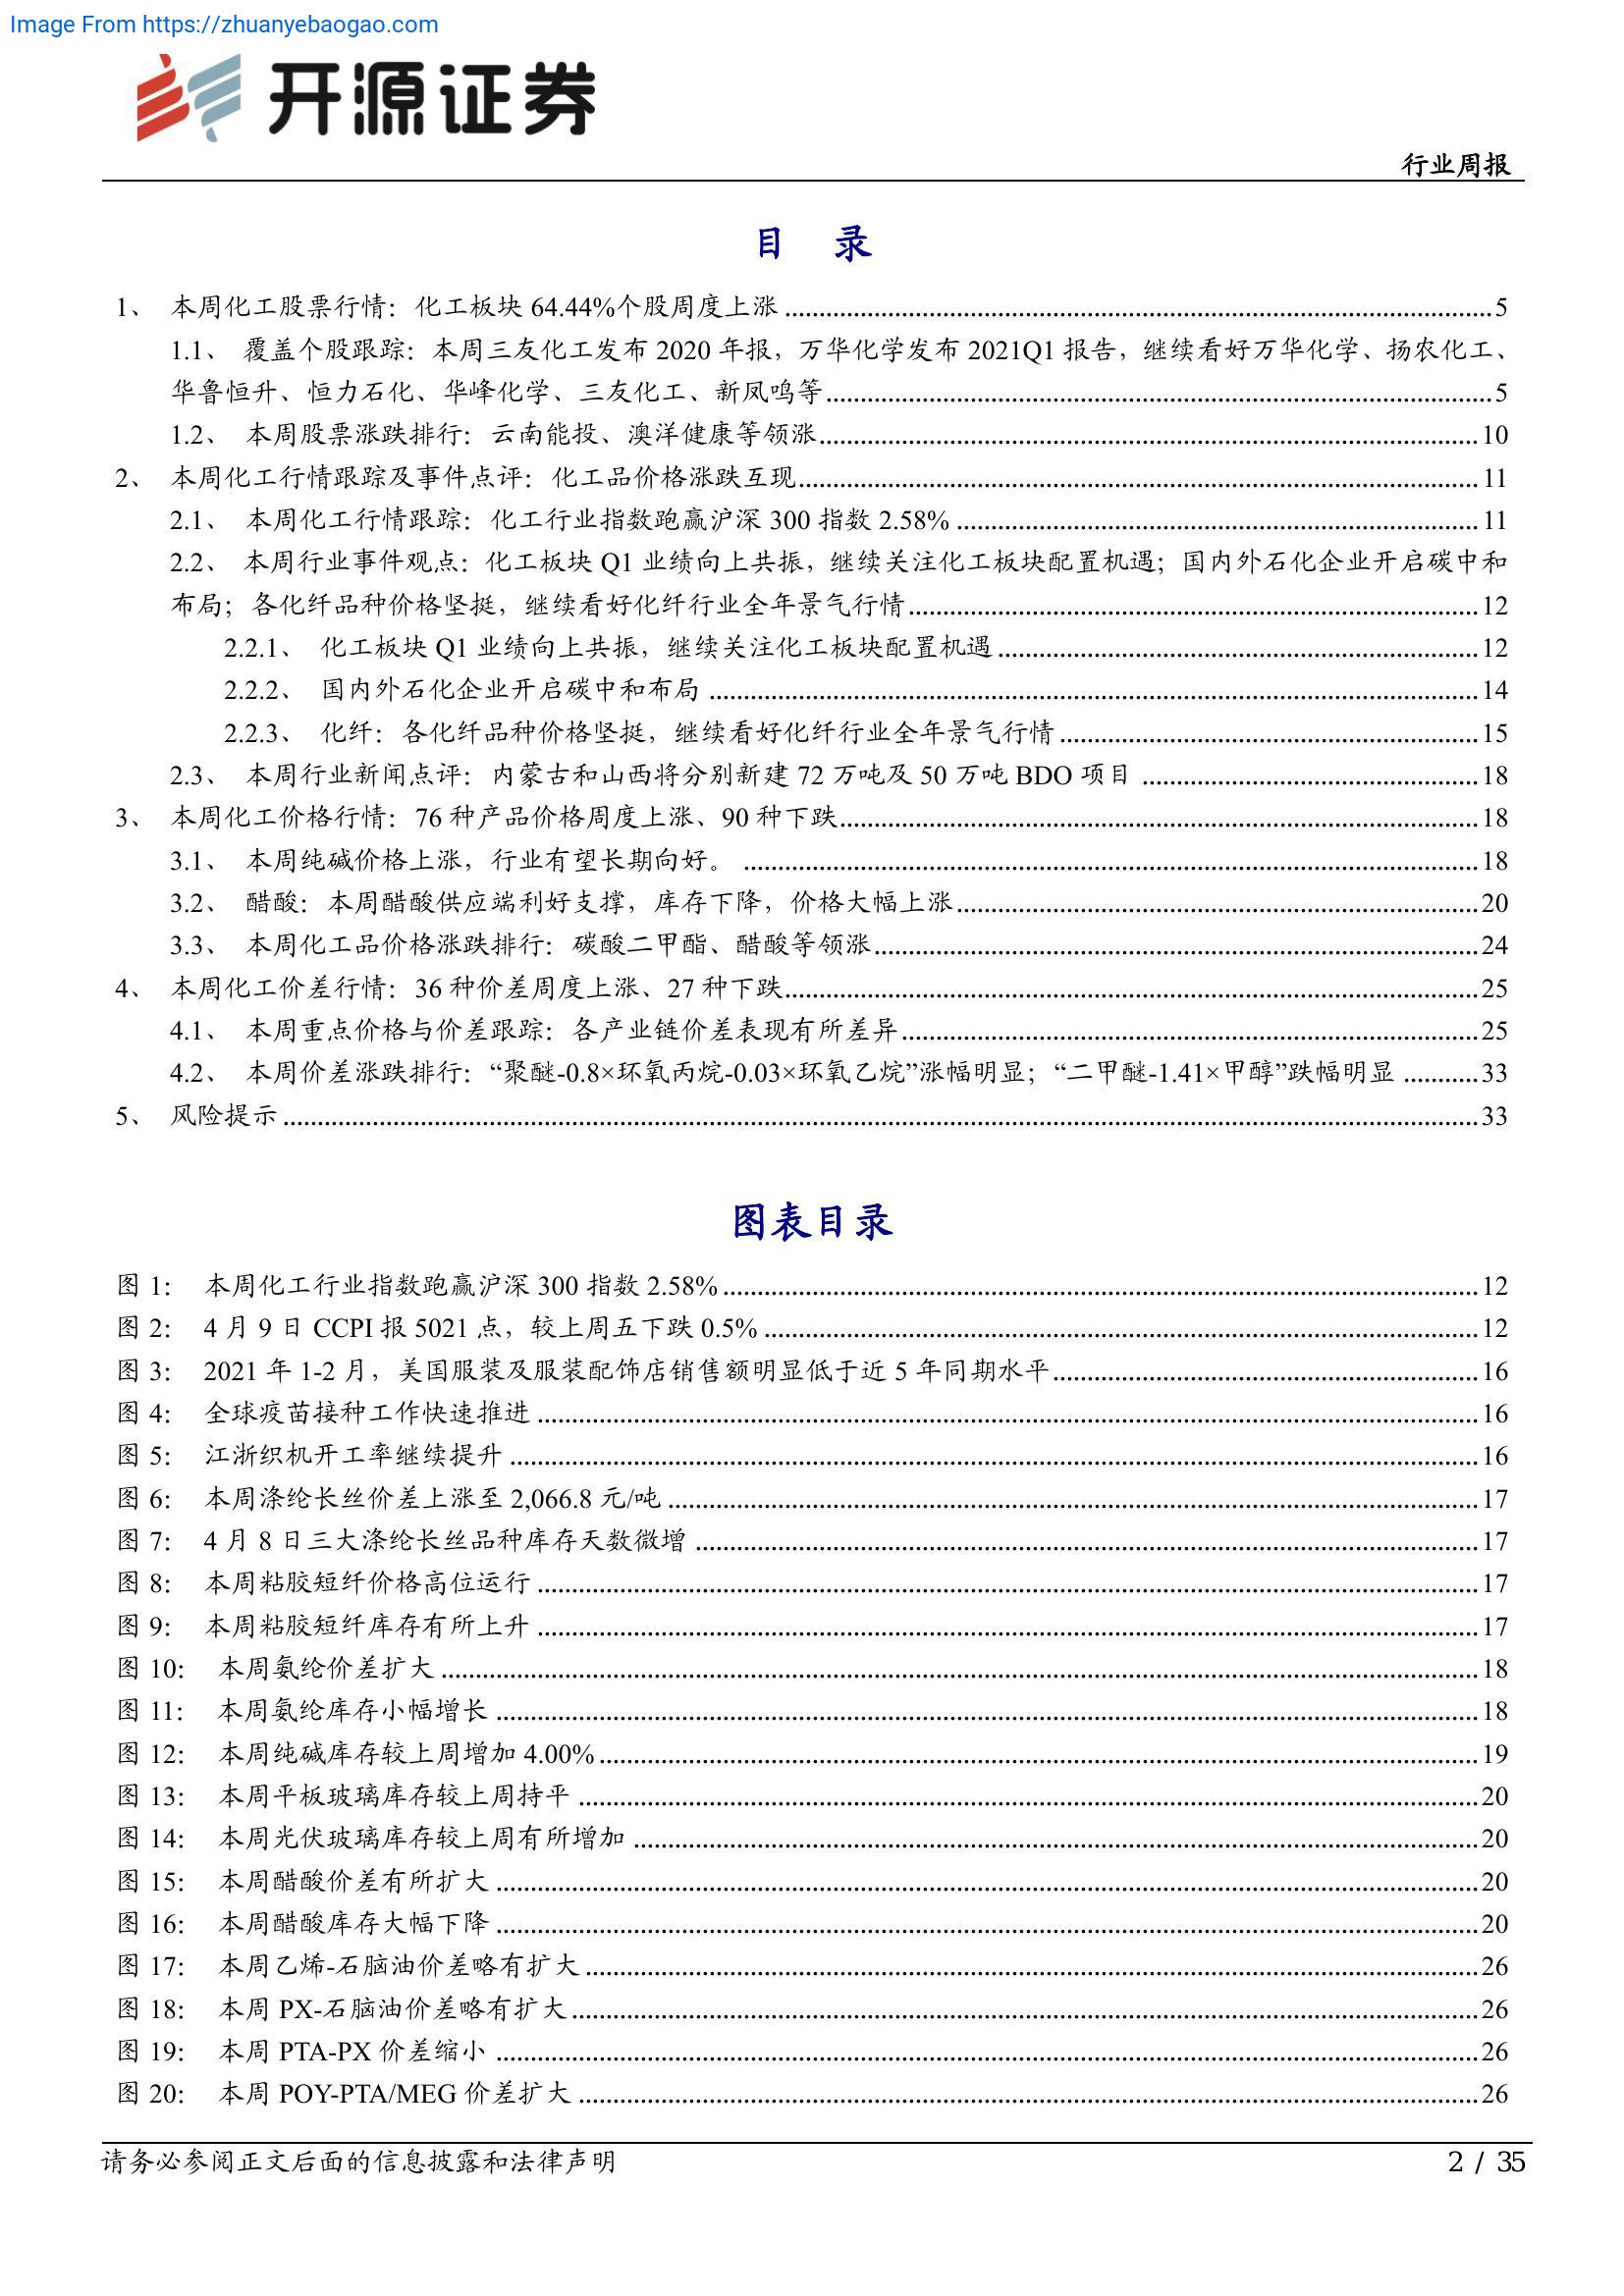 Image From https://zhuanyebaogao.com
开源证券
行业周报
目 录
1、 本周化工股票行情：化工板块 64.44%个股周度上涨 ........ 5
1.1、 覆盖个股跟踪：本周三友化工发布 2020 年报，万华化学发布 2021Q1 报告，继续看好万华化学、扬农化工、
华鲁恒升、恒力石化、华峰化学、三友化工、新凤鸣等 ........ 5
1.2、 本周股票涨跌排行：云南能投、澳洋健康等领涨 ........ 10
2、 本周化工行情跟踪及事件点评：化工品价格涨跌互现 ........ 11
2.1、 本周化工行情跟踪：化工行业指数跑赢沪深 300 指数 2.58% ........ 11
2.2、 本周行业事件观点：化工板块 Q1 业绩向上共振，继续关注化工板块配置机遇；国内外石化企业开启碳中和
布局；各化纤品种价格坚挺，继续看好化纤行业全年景气行情 ........ 12
2.2.1、 化工板块 Q1 业绩向上共振，继续关注化工板块配置机遇 ........ 12
2.2.2、 国内外石化企业开启碳中和布局 ........ 14
2.2.3、 化纤：各化纤品种价格坚挺，继续看好化纤行业全年景气行情 ........ 15
2.3、 本周行业新闻点评：内蒙古和山西将分别新建 72 万吨及 50 万吨 BDO 项目 ........ 18
3、 本周化工价格行情：76 种产品价格周度上涨、90 种下跌 ........ 18
3.1、 本周纯碱价格上涨，行业有望长期向好。 ........ 18
3.2、 醋酸：本周醋酸供应端利好支撑，库存下降，价格大幅上涨 ........ 20
3.3、 本周化工品价格涨跌排行：碳酸二甲酯、醋酸等领涨 ........ 24
4、 本周化工价差行情：36 种价差周度上涨、27 种下跌 ........ 25
4.1、 本周重点价格与价差跟踪：各产业链价差表现有所差异 ........ 25
4.2、 本周价差涨跌排行：“聚醚-0.8×环氧丙烷-0.03×环氧乙烷”涨幅明显；“二甲醚-1.41×甲醇”跌幅明显 ........ 33
5、 风险提示 ........ 33
图表目录
图 1： 本周化工行业指数跑赢沪深 300 指数 2.58% ........ 12
图 2： 4 月 9 日 CCPI 报 5021 点，较上周五下跌 0.5% ........ 12
图 3： 2021 年 1-2 月，美国服装及服装配饰店销售额明显低于近 5 年同期水平 ........ 16
图 4： 全球疫苗接种工作快速推进 ........ 16
图 5： 江浙织机开工率继续提升 ........ 16
图 6： 本周涤纶长丝价差上涨至 2,066.8 元/吨 ........ 17
图 7： 4 月 8 日三大涤纶长丝品种库存天数微增 ........ 17
图 8： 本周粘胶短纤价格高位运行 ........ 17
图 9： 本周粘胶短纤库存有所上升 ........ 17
图 10： 本周氨纶价差扩大 ........ 18
图 11： 本周氨纶库存小幅增长 ........ 18
图 12： 本周纯碱库存较上周增加 4.00% ........ 19
图 13： 本周平板玻璃库存较上周持平 ........ 20
图 14： 本周光伏玻璃库存较上周有所增加 ........ 20
图 15： 本周醋酸价差有所扩大 ........ 20
图 16： 本周醋酸库存大幅下降 ........ 20
图 17： 本周乙烯-石脑油价差略有扩大 ........ 26
图 18： 本周 PX-石脑油价差略有扩大 ........ 26
图 19： 本周 PTA-PX 价差缩小 ........ 26
图 20： 本周 POY-PTA/MEG 价差扩大 ........ 26
请务必参阅正文后面的信息披露和法律声明
2 / 35